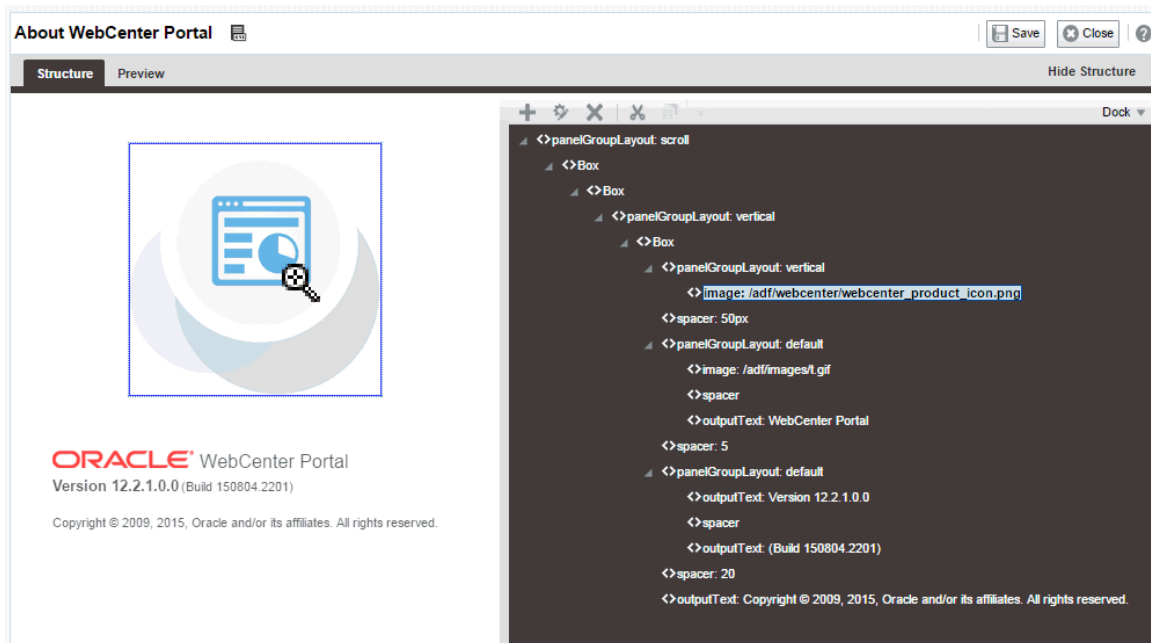 About WebCenter Portal
Save
Close
Structure
Preview
Hide Structure
Dock
<>panelGroupLayout: scroll
<>Box
<>Box
<>panelGroupLayout: vertical
<>Box
<>panelGroupLayout: vertical
<>image: /adf/webcenter/webcenter_product_icon.png
<>spacer: 50px
<>panelGroupLayout: default
<>image: /adf/images/t.gif
<>spacer
<>outputText: WebCenter Portal
<>spacer: 5
<>panelGroupLayout: default
<>outputText: Version 12.2.1.0.0
<>spacer
<>outputText: (Build 150804.2201)
<>spacer: 20
<>outputText: Copyright © 2009, 2015, Oracle and/or its affiliates. All rights reserved.
ORACLE® WebCenter Portal
Version 12.2.1.0.0 (Build 150804.2201)
Copyright © 2009, 2015, Oracle and/or its affiliates. All rights reserved.